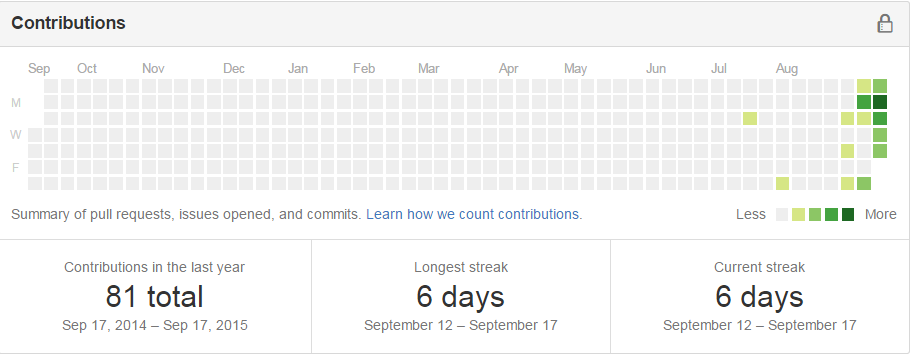 Contributions
Sep Oct Nov Dec Jan Feb Mar Apr May Jun Jul Aug
M
W
F
Summary of pull requests, issues opened, and commits. Learn how we count contributions.
Less More
Contributions in the last year
81 total
Sep 17, 2014 – Sep 17, 2015
Longest streak
6 days
September 12 – September 17
Current streak
6 days
September 12 – September 17